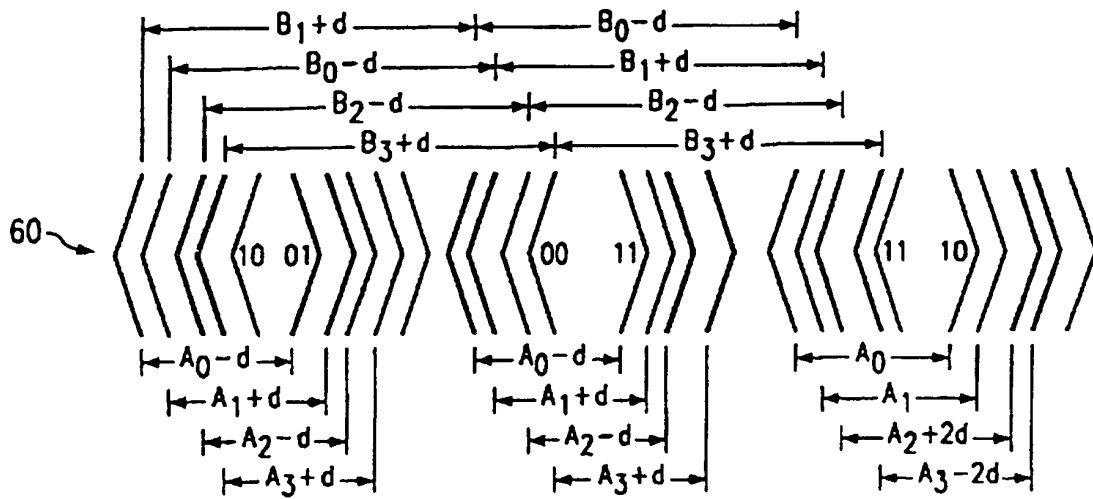 B₁+d B₀-d
B₀-d B₁+d
B₂-d B₂-d
B₃+d B₃+d
60 10 01 00 11 11 10
A₀-d A₀-d A₀
A₁+d A₁+d A₁
A₂-d A₂-d A₂+2d
A₃+d A₃+d A₃-2d